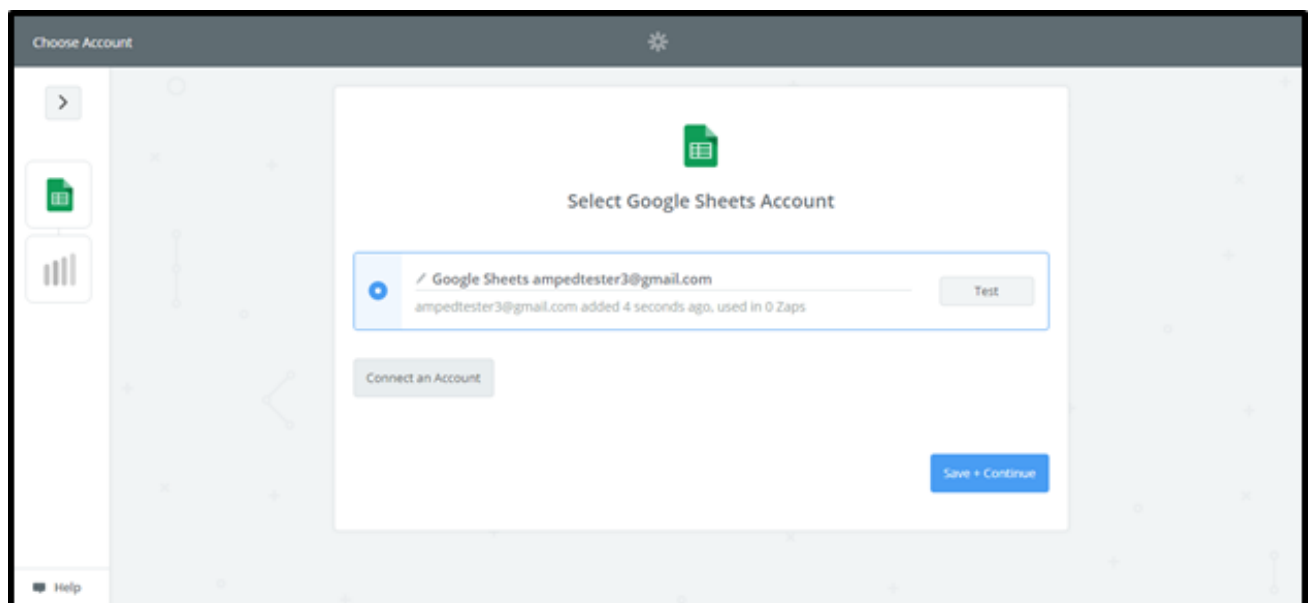 Choose Account
Select Google Sheets Account
Google Sheets ampedtester3@gmail.com
ampedtester3@gmail.com added 4 seconds ago, used in 0 Zaps
Test
Connect an Account
Save + Continue
Help